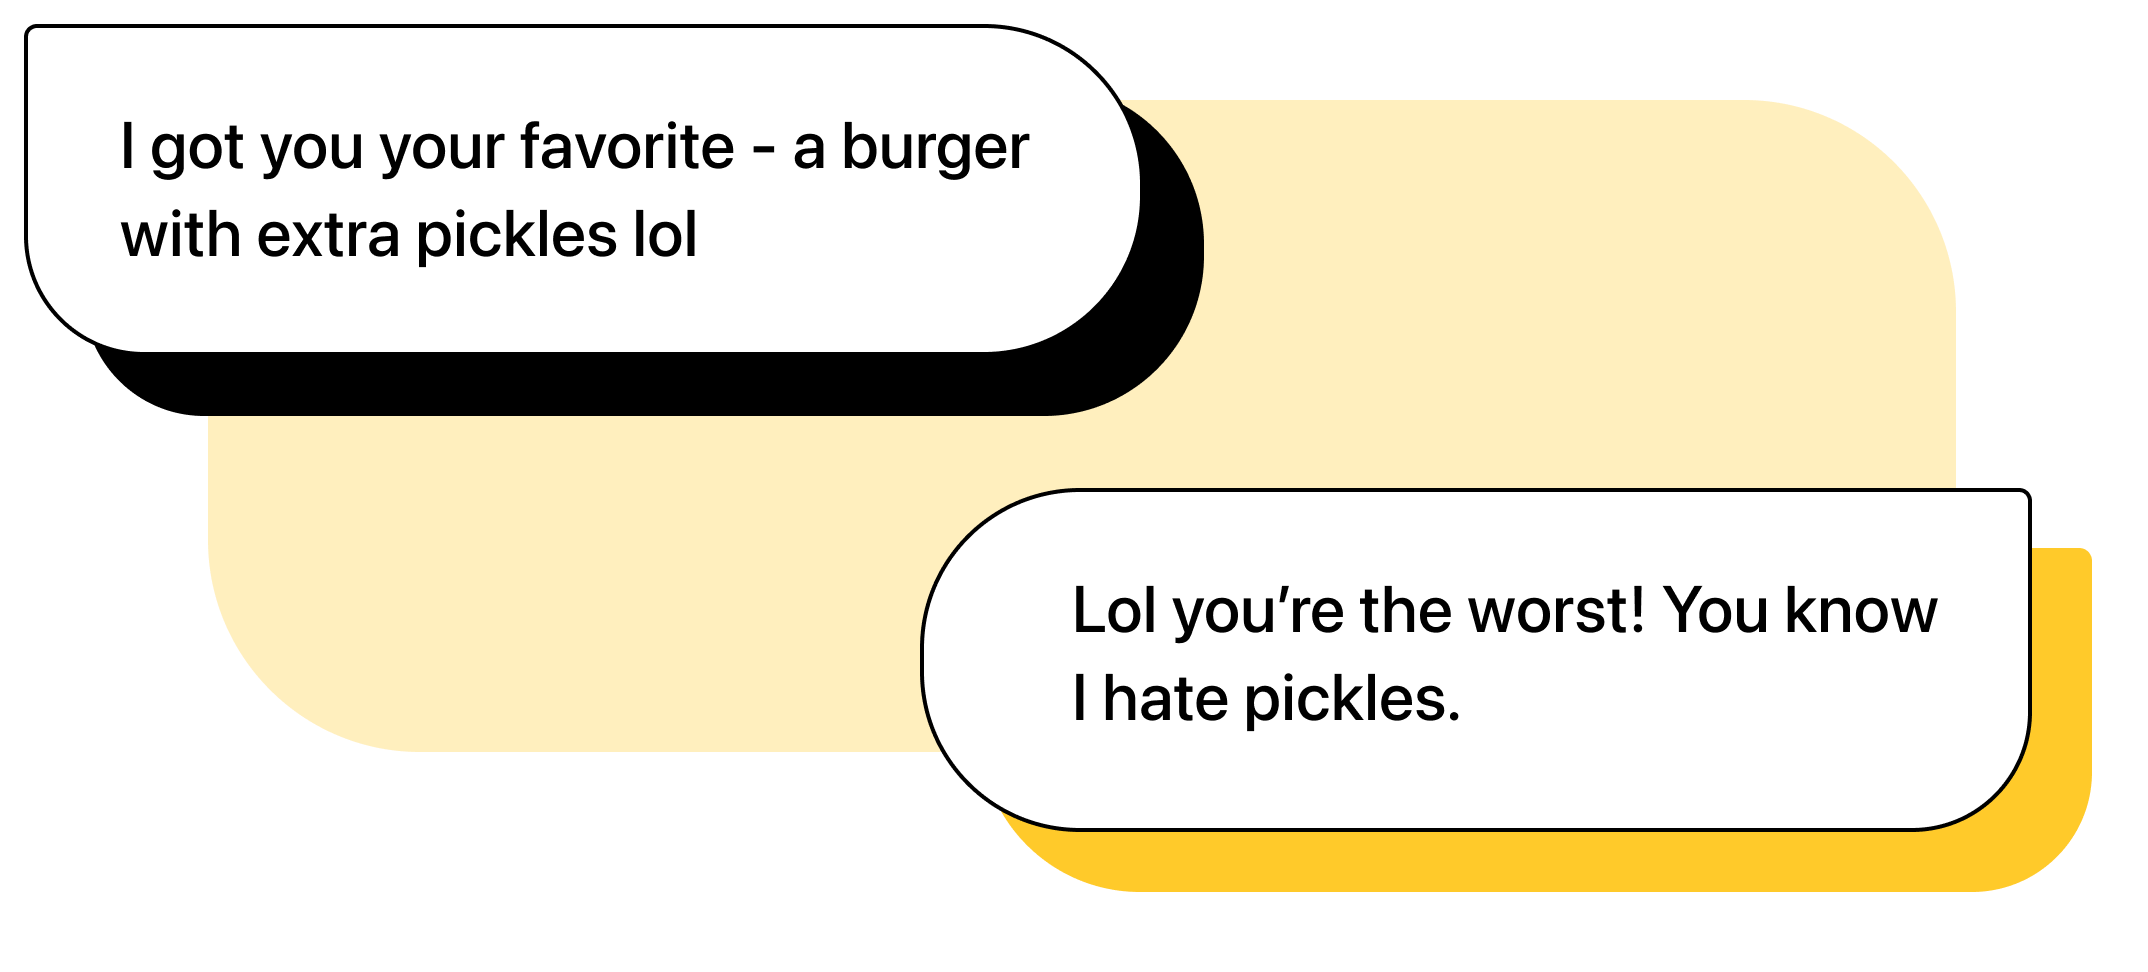 I got you your favorite - a burger
with extra pickles lol
Lol you’re the worst! You know
I hate pickles.